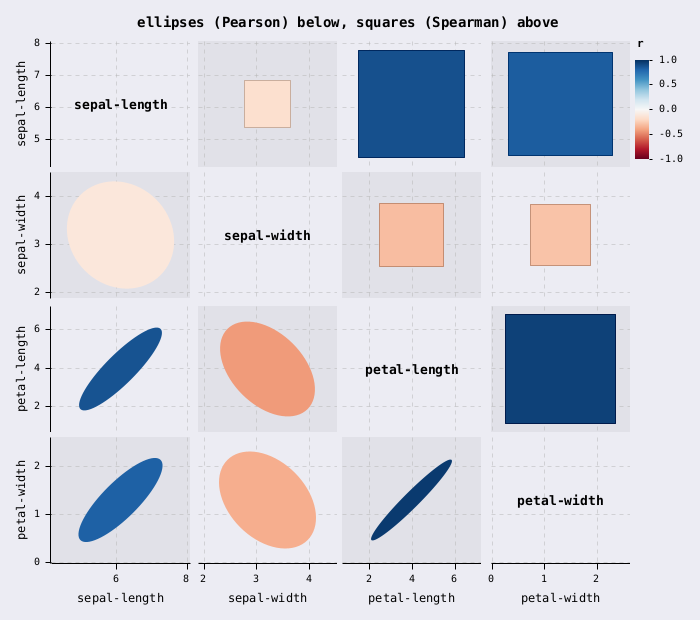 ellipses (Pearson) below, squares (Spearman) above
r
8
7
6
5
sepal-length
sepal-length
1.0
0.5
0.0
-0.5
-1.0
4
3
2
sepal-width
sepal-width
6
4
2
petal-length
petal-length
2
1
0
petal-width
petal-width
6 8 2 3 4 2 4 6 0 1 2
sepal-length sepal-width petal-length petal-width